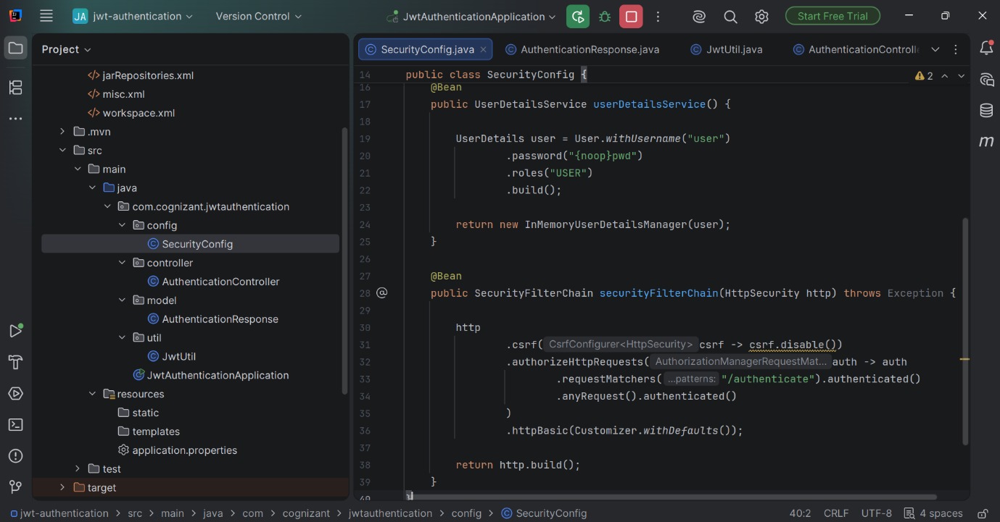 JA jwt-authentication Version Control JwtAuthenticationApplication Start Free Trial
Project
jarRepositories.xml
misc.xml
workspace.xml
.mvn
src
main
java
com.cognizant.jwtauthentication
config
SecurityConfig
controller
AuthenticationController
model
AuthenticationResponse
util
JwtUtil
JwtAuthenticationApplication
resources
static
templates
application.properties
test
target
SecurityConfig.java AuthenticationResponse.java JwtUtil.java AuthenticationControlle
14 public class SecurityConfig { 2
16 @Bean
17 public UserDetailsService userDetailsService() {
18
19 UserDetails user = User.withUsername("user")
20 .password("{noop}pwd")
21 .roles("USER")
22 .build();
23
24 return new InMemoryUserDetailsManager(user);
25 }
26
27 @Bean
28 public SecurityFilterChain securityFilterChain(HttpSecurity http) throws Exception {
29
30 http
31 .csrf( CsrfConfigurer<HttpSecurity> csrf -> csrf.disable())
32 .authorizeHttpRequests( AuthorizationManagerRequestMat... auth -> auth
33 .requestMatchers( ...patterns: "/authenticate").authenticated()
34 .anyRequest().authenticated()
35 )
36 .httpBasic(Customizer.withDefaults());
37
38 return http.build();
39 }
40 }
jwt-authentication > src > main > java > com > cognizant > jwtauthentication > config > SecurityConfig 40:2 CRLF UTF-8 4 spaces